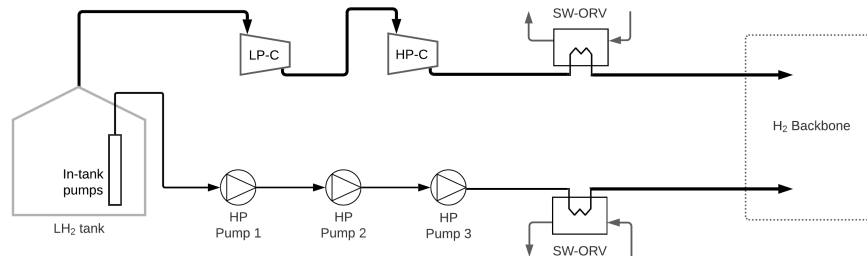 SW-ORV
LP-C
HP-C
H₂ Backbone
In-tank
pumps
LH₂ tank
HP
Pump 1
HP
Pump 2
HP
Pump 3
SW-ORV